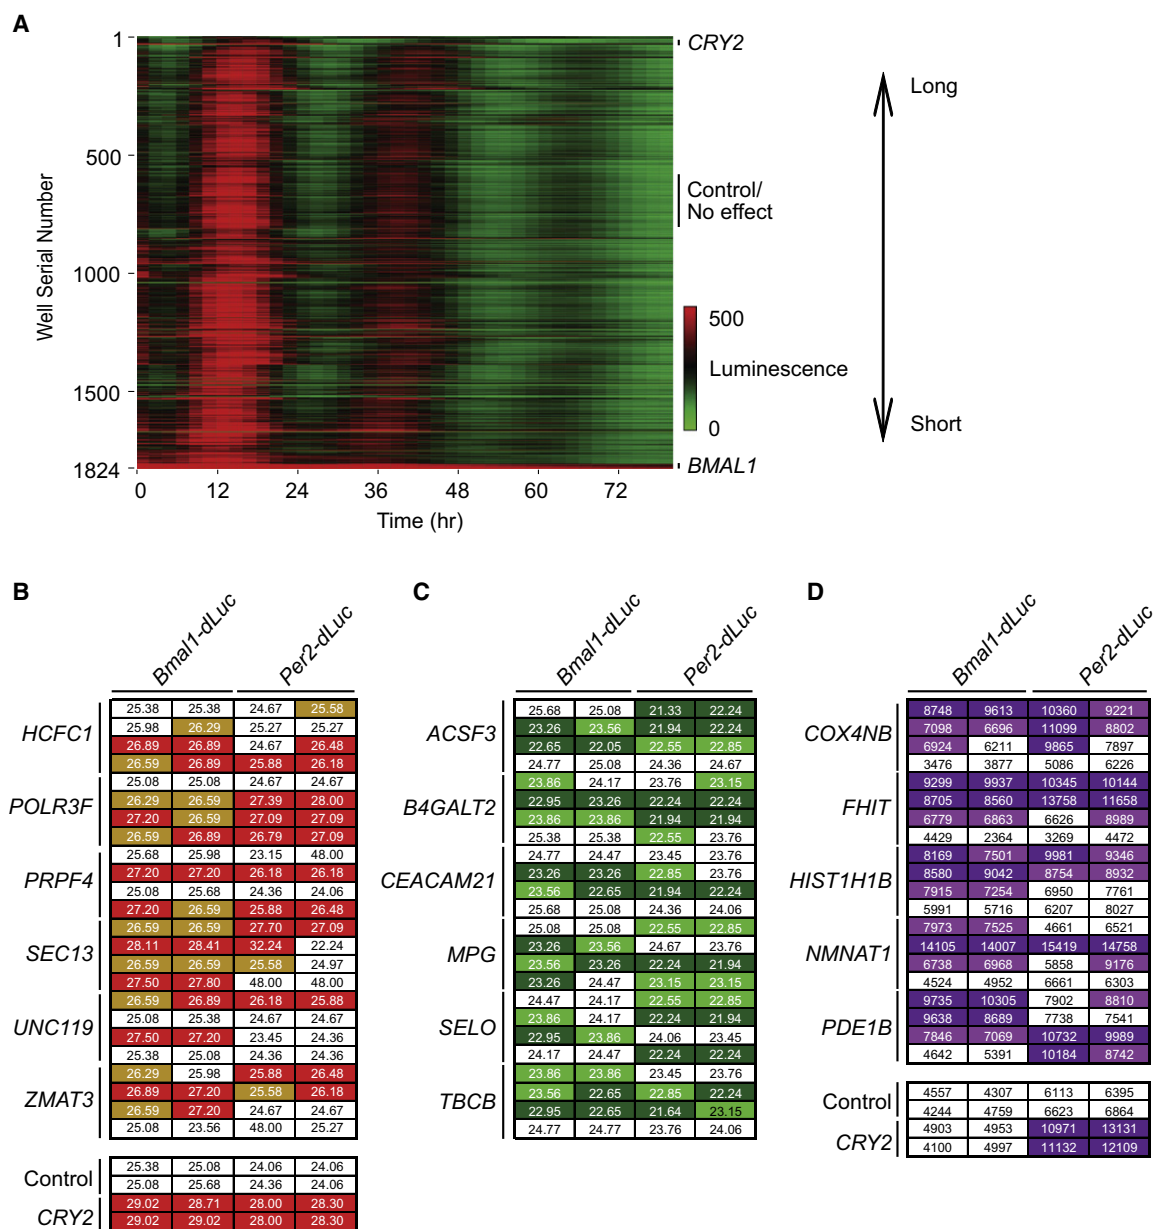 A
1
500
1000
1500
1824
Well Serial Number
0 12 24 36 48 60 72
Time (hr)
CRY2
Control/
No effect
500
Luminescence
0
BMAL1
Long
Short
B
Bmal1-dLuc Per2-dLuc
HCFC1
25.38 25.38 24.67 25.58
25.98 26.29 25.27 25.27
26.89 26.89 24.67 26.48
26.59 26.89 25.88 26.18
POLR3F
25.08 25.08 24.67 24.67
26.29 26.59 27.39 28.00
27.20 26.59 27.09 27.09
26.59 26.89 26.79 27.09
PRPF4
25.68 25.98 23.15 48.00
27.20 27.20 26.18 26.18
25.08 25.68 24.36 24.06
27.20 26.59 25.88 26.48
SEC13
26.59 26.59 27.70 27.09
28.11 28.41 32.24 22.24
26.59 26.59 25.58 24.97
27.50 27.80 48.00 48.00
UNC119
26.59 26.89 26.18 25.88
25.08 25.38 24.67 24.67
27.50 27.20 23.45 24.36
25.38 25.08 24.36 24.36
ZMAT3
26.29 25.98 25.88 26.48
26.89 27.20 25.58 26.18
26.59 27.20 24.67 24.67
25.08 23.56 48.00 25.27
Control
25.38 25.08 24.06 24.06
25.08 25.68 24.36 24.06
CRY2
29.02 28.71 28.00 28.30
29.02 29.02 28.00 28.30
C
Bmal1-dLuc Per2-dLuc
ACSF3
25.68 25.08 21.33 22.24
23.26 23.56 21.94 22.24
22.65 22.05 22.55 22.85
24.77 25.08 24.36 24.67
B4GALT2
23.86 24.17 23.76 23.15
22.95 23.26 22.24 22.24
23.86 23.86 21.94 21.94
25.38 25.38 22.55 23.76
CEACAM21
24.77 24.47 23.45 23.76
23.26 23.26 22.85 23.76
23.56 22.65 21.94 22.24
25.68 25.08 24.36 24.06
MPG
25.08 25.08 22.55 22.85
23.26 23.56 24.67 23.76
23.56 23.26 22.24 21.94
23.26 24.47 23.15 23.15
SELO
24.47 24.17 22.55 22.85
23.86 24.17 22.24 21.94
22.95 23.86 24.06 23.45
24.17 24.47 22.24 22.24
TBCB
23.86 23.86 23.45 23.76
23.56 22.65 22.85 22.24
22.95 22.65 21.64 23.15
24.77 24.77 23.76 24.06
D
Bmal1-dLuc Per2-dLuc
COX4NB
8748 9613 10360 9221
7098 6696 11099 8802
6924 6211 9865 7897
3476 3877 5086 6226
FHIT
9299 9937 10345 10144
8705 8560 13758 11658
6779 6863 6626 8989
4429 2364 3269 4472
HIST1H1B
8169 7501 9981 9346
8580 9042 8754 8932
7915 7254 6950 7761
5991 5716 6207 8027
NMNAT1
7973 7525 4661 6521
14105 14007 15419 14758
6738 6968 5858 9176
4524 4952 6661 6303
PDE1B
9735 10305 7902 8810
9638 8689 7738 7541
7846 7069 10732 9989
4642 5391 10184 8742
Control
4557 4307 6113 6395
4244 4759 6623 6864
CRY2
4903 4953 10971 13131
4100 4997 11132 12109